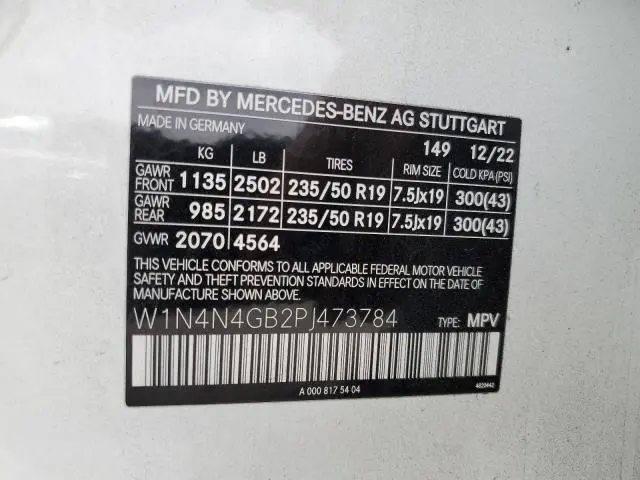 MFD BY MERCEDES-BENZ AG STUTTGART
MADE IN GERMANY 149 12/22
KG LB TIRES RIM SIZE COLD KPA(PSI)
GAWR FRONT 1135 2502 235/50 R19 7.5Jx19 300(43)
GAWR REAR 985 2172 235/50 R19 7.5Jx19 300(43)
GVWR 2070 4564
THIS VEHICLE CONFORMS TO ALL APPLICABLE FEDERAL MOTOR VEHICLE
SAFETY AND THEFT PREVENTION STANDARDS IN EFFECT ON THE DATE OF
MANUFACTURE SHOWN ABOVE.
W1N4N4GB2PJ473784 TYPE: MPV
A 000 817 54 04